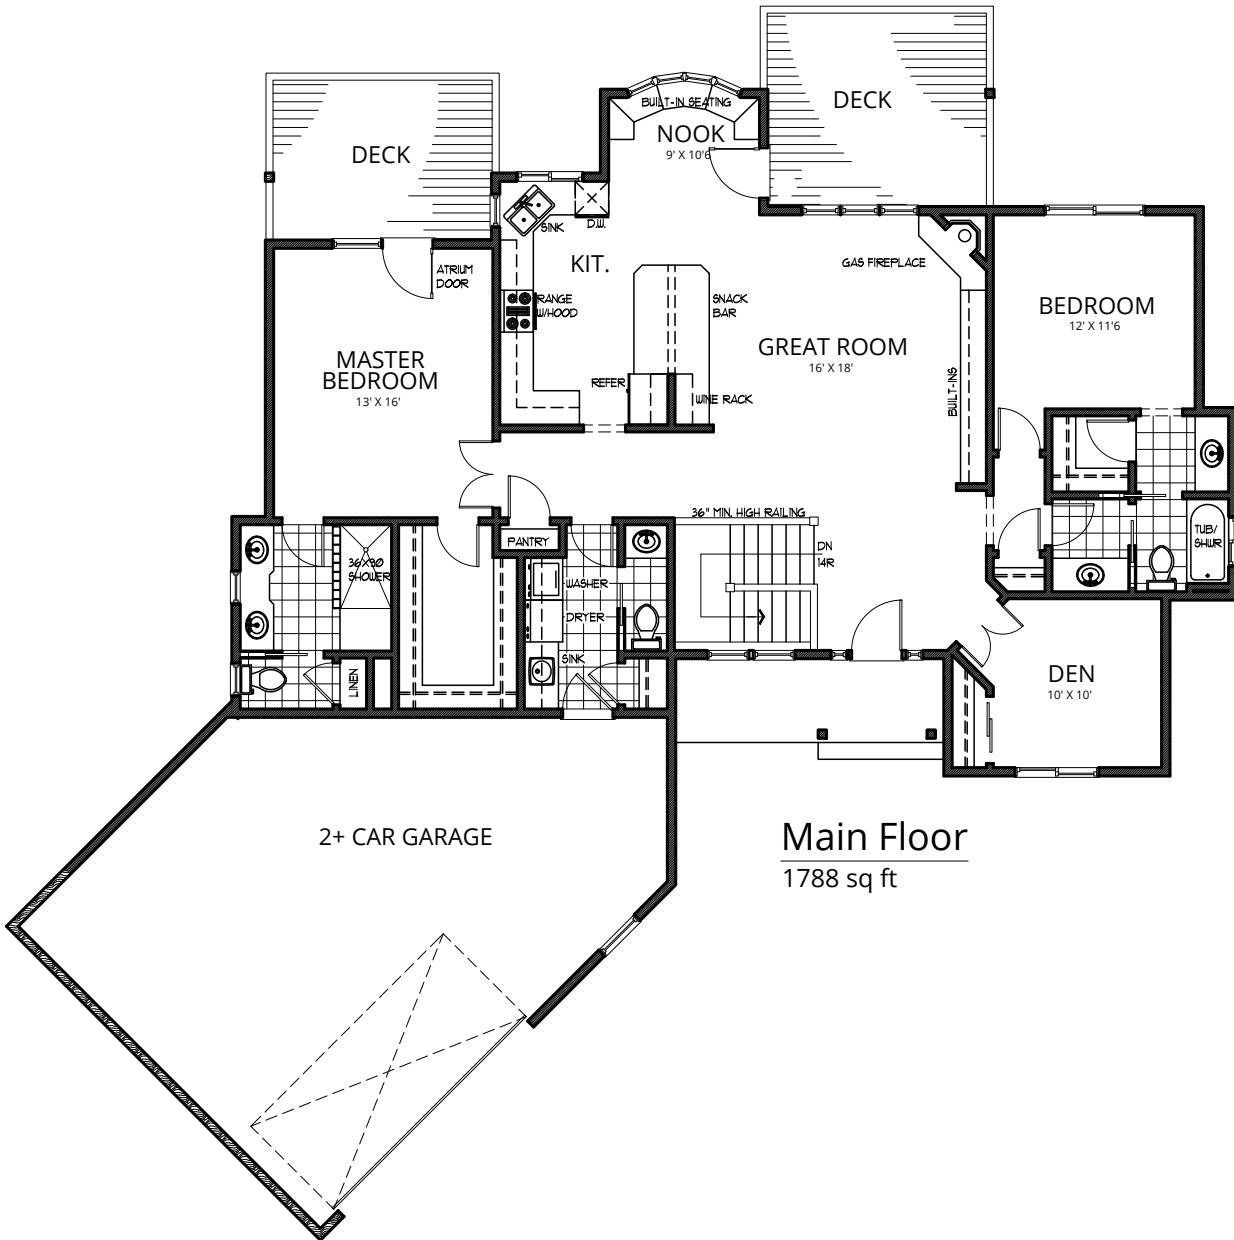 DECK
BUILT-IN SEATING
NOOK
9' X 10'6
DECK
SINK
D.W.
KIT.
ATRIUM
DOOR
RANGE
W/HOOD
SNACK
BAR
GAS FIREPLACE
BEDROOM
12' X 11'6
MASTER
BEDROOM
13' X 16'
GREAT ROOM
16' X 18'
REFER
WINE RACK
BUILT-INS
36" MIN. HIGH RAILING
PANTRY
DN
14R
TUB/
SHWR
36X90
SHOWER
WASHER
DRYER
SINK
LINEN
DEN
10' X 10'
2+ CAR GARAGE
Main Floor
1788 sq ft